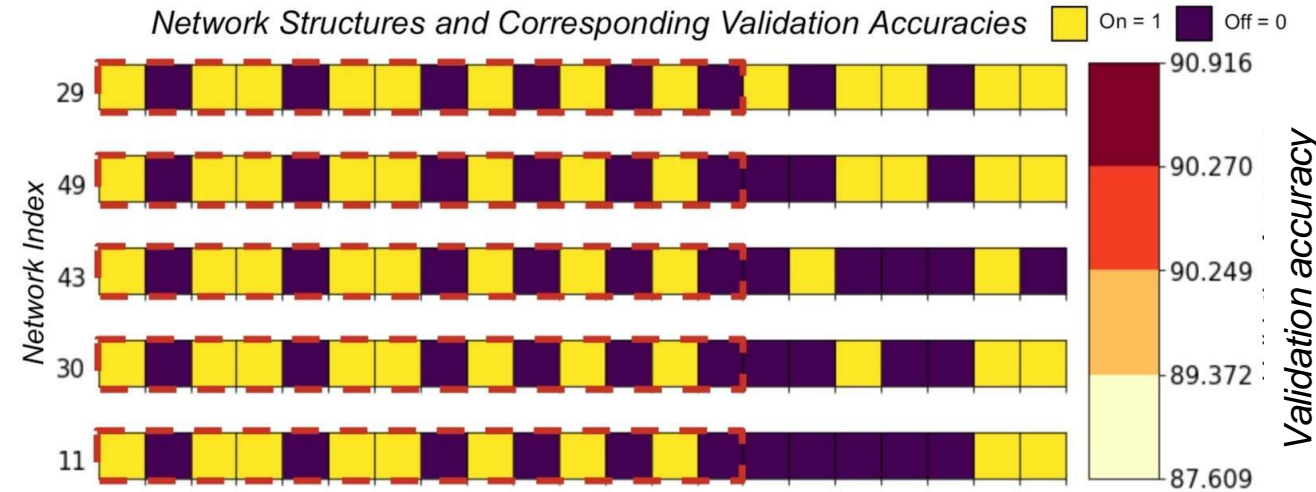 Network Structures and Corresponding Validation Accuracies
On = 1
Off = 0
Network Index
29
49
43
30
11
90.916
90.270
90.249
89.372
87.609
Validation accuracy